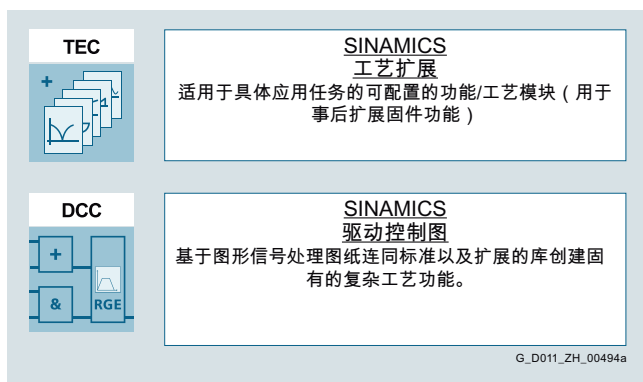 TEC
+
SINAMICS
工艺扩展
适用于具体应用任务的可配置的功能/工艺模块（用于
事后扩展固件功能）
DCC
+
&
RGE
SINAMICS
驱动控制图
基于图形信号处理图纸连同标准以及扩展的库创建固
有的复杂工艺功能。
G_D011_ZH_00494a